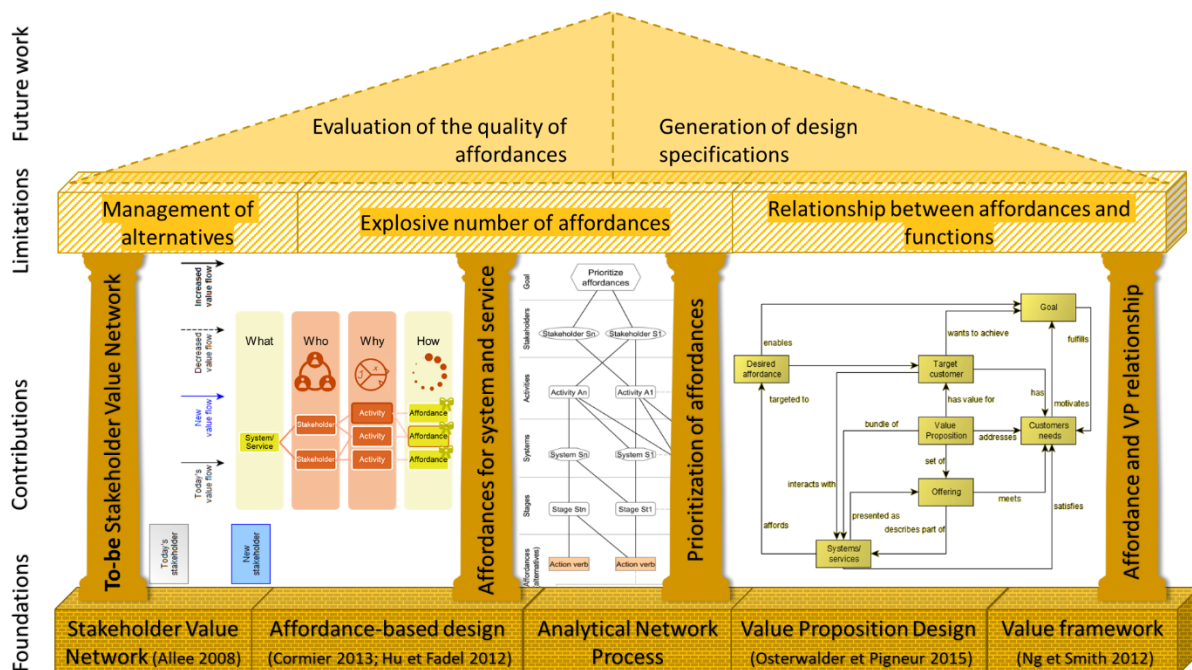 Future work
Evaluation of the quality of
affordances
Generation of design
specifications
Limitations
Management of
alternatives
Explosive number of affordances
Relationship between affordances and
functions
Contributions
To-be Stakeholder Value Network
Increased
value flow
Decreased
value flow
New
value flow
Today's
value flow
Today's
stakeholder
New
stakeholder
What
Who
Why
How
System/
Service
Stakeholder
Stakeholder
Activity
Activity
Activity
Affordance
Affordance
Affordance
Affordances for system and service
Goal
Prioritize
affordances
Stakeholders
Stakeholder Sn
Stakeholder S1
Activities
Activity An
Activity A1
Systems
System Sn
System S1
Stages
Stage Stn
Stage St1
Affordances
(alternatives)
Action verb
Action verb
Prioritization of affordances
Goal
enables
wants to achieve
fulfills
Desired
affordance
Target
customer
targeted to
has
motivates
has value for
bundle of
Value
Proposition
addresses
Customers
needs
set of
interacts with
Offering
meets
presented as
satisfies
describes part of
affords
Systems/
services
Affordance and VP relationship
Foundations
Stakeholder Value
Network (Allee 2008)
Affordance-based design
(Cormier 2013; Hu et Fadel 2012)
Analytical Network
Process
Value Proposition Design
(Osterwalder et Pigneur 2015)
Value framework
(Ng et Smith 2012)